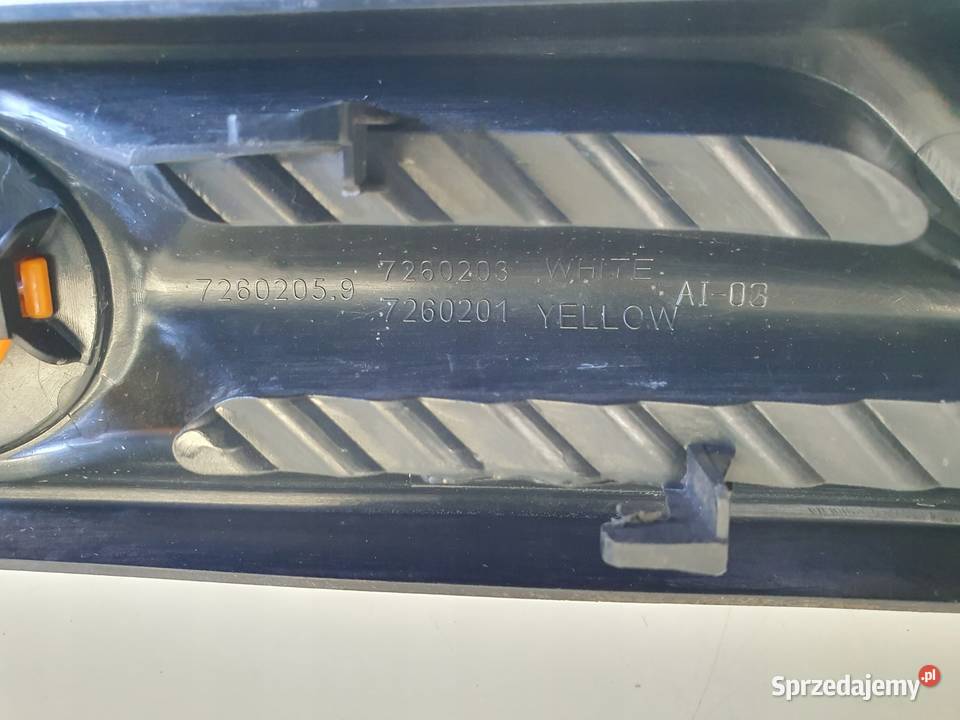 7260205.9
7260203 WHITE
7260201 YELLOW
AI-03
Sprzedajemy.pl